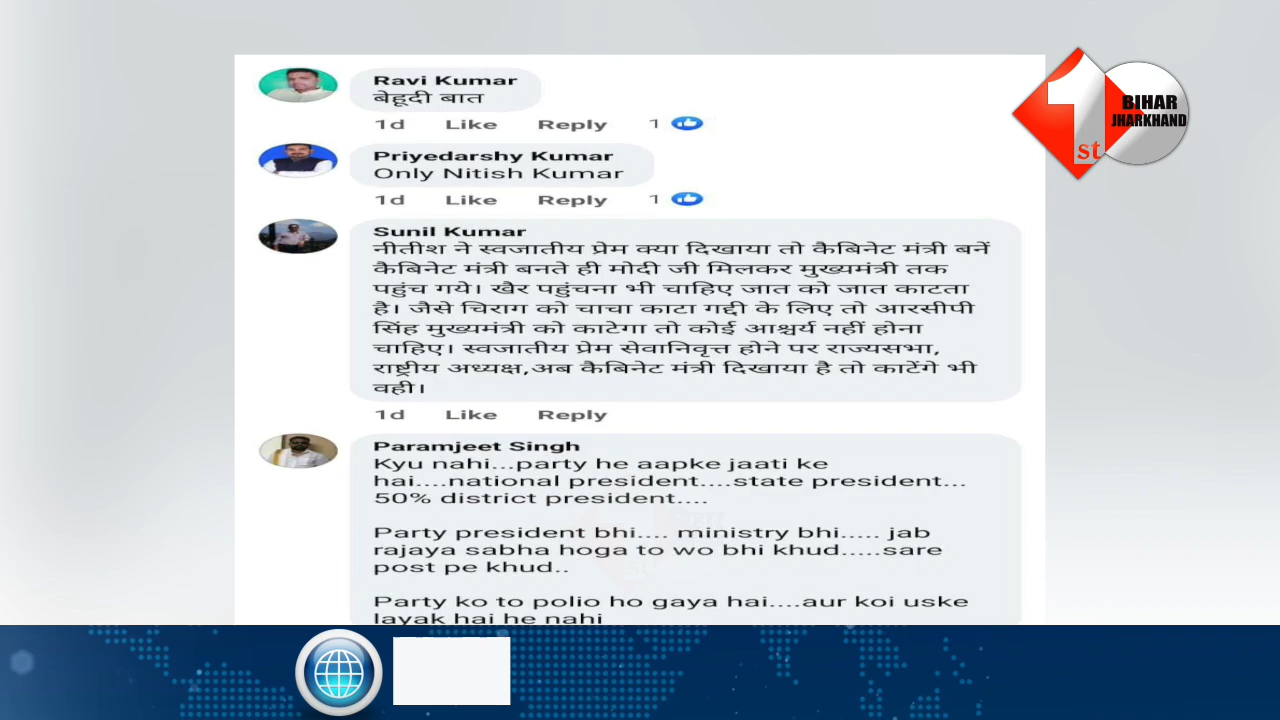 Ravi Kumar
बेहूदी बात
1d Like Reply 1
Priyedarshy Kumar
Only Nitish Kumar
1d Like Reply 1
Sunil Kumar
नीतीश ने स्वजातीय प्रेम क्या दिखाया तो कैबिनेट मंत्री बनें
कैबिनेट मंत्री बनते ही मोदी जी मिलकर मुख्यमंत्री तक
पहुंच गये। खैर पहुंचना भी चाहिए जात को जात काटता
है। जैसे चिराग को चाचा काटा गद्दी के लिए तो आरसीपी
सिंह मुख्यमंत्री को काटेगा तो कोई आश्चर्य नहीं होना
चाहिए। स्वजातीय प्रेम सेवानिवृत्त होने पर राज्यसभा,
राष्ट्रीय अध्यक्ष,अब कैबिनेट मंत्री दिखाया है तो काटेंगे भी
वही।
1d Like Reply
Paramjeet Singh
Kyu nahi...party he aapke jaati ke
hai....national president....state president...
50% district president....
Party president bhi.... ministry bhi..... jab
rajaya sabha hoga to wo bhi khud.....sare
post pe khud..
Party ko to polio ho gaya hai....aur koi uske
layak hai he nahi
1st
BIHAR
JHARKHAND